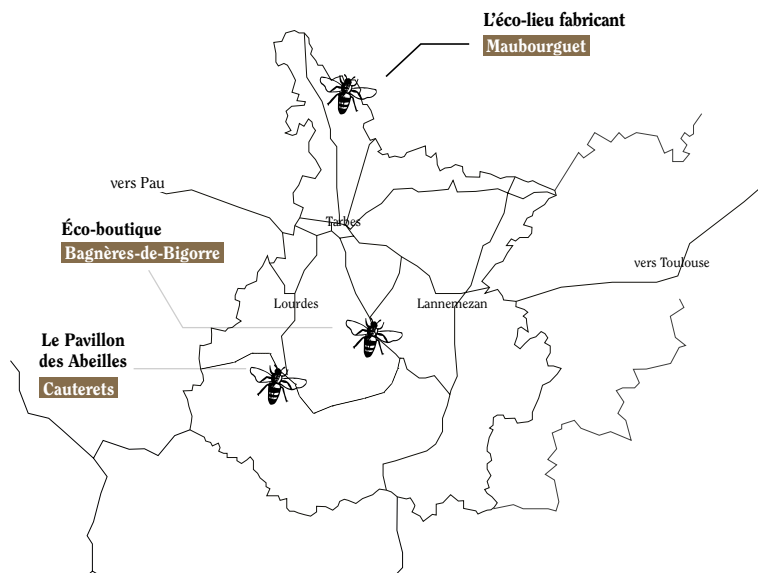 L'éco-lieu fabricant
Maubourguet
vers Pau
Tarbes
Éco-boutique
Bagnères-de-Bigorre
vers Toulouse
Lourdes
Lannemezan
Le Pavillon
des Abeilles
Cauterets